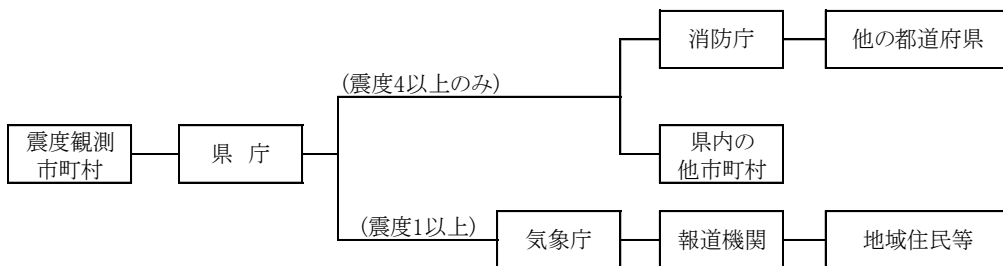 消防庁
他の都道府県
(震度4以上のみ)
震度観測
市町村
県 庁
県内の
他市町村
(震度1以上)
気象庁
報道機関
地域住民等